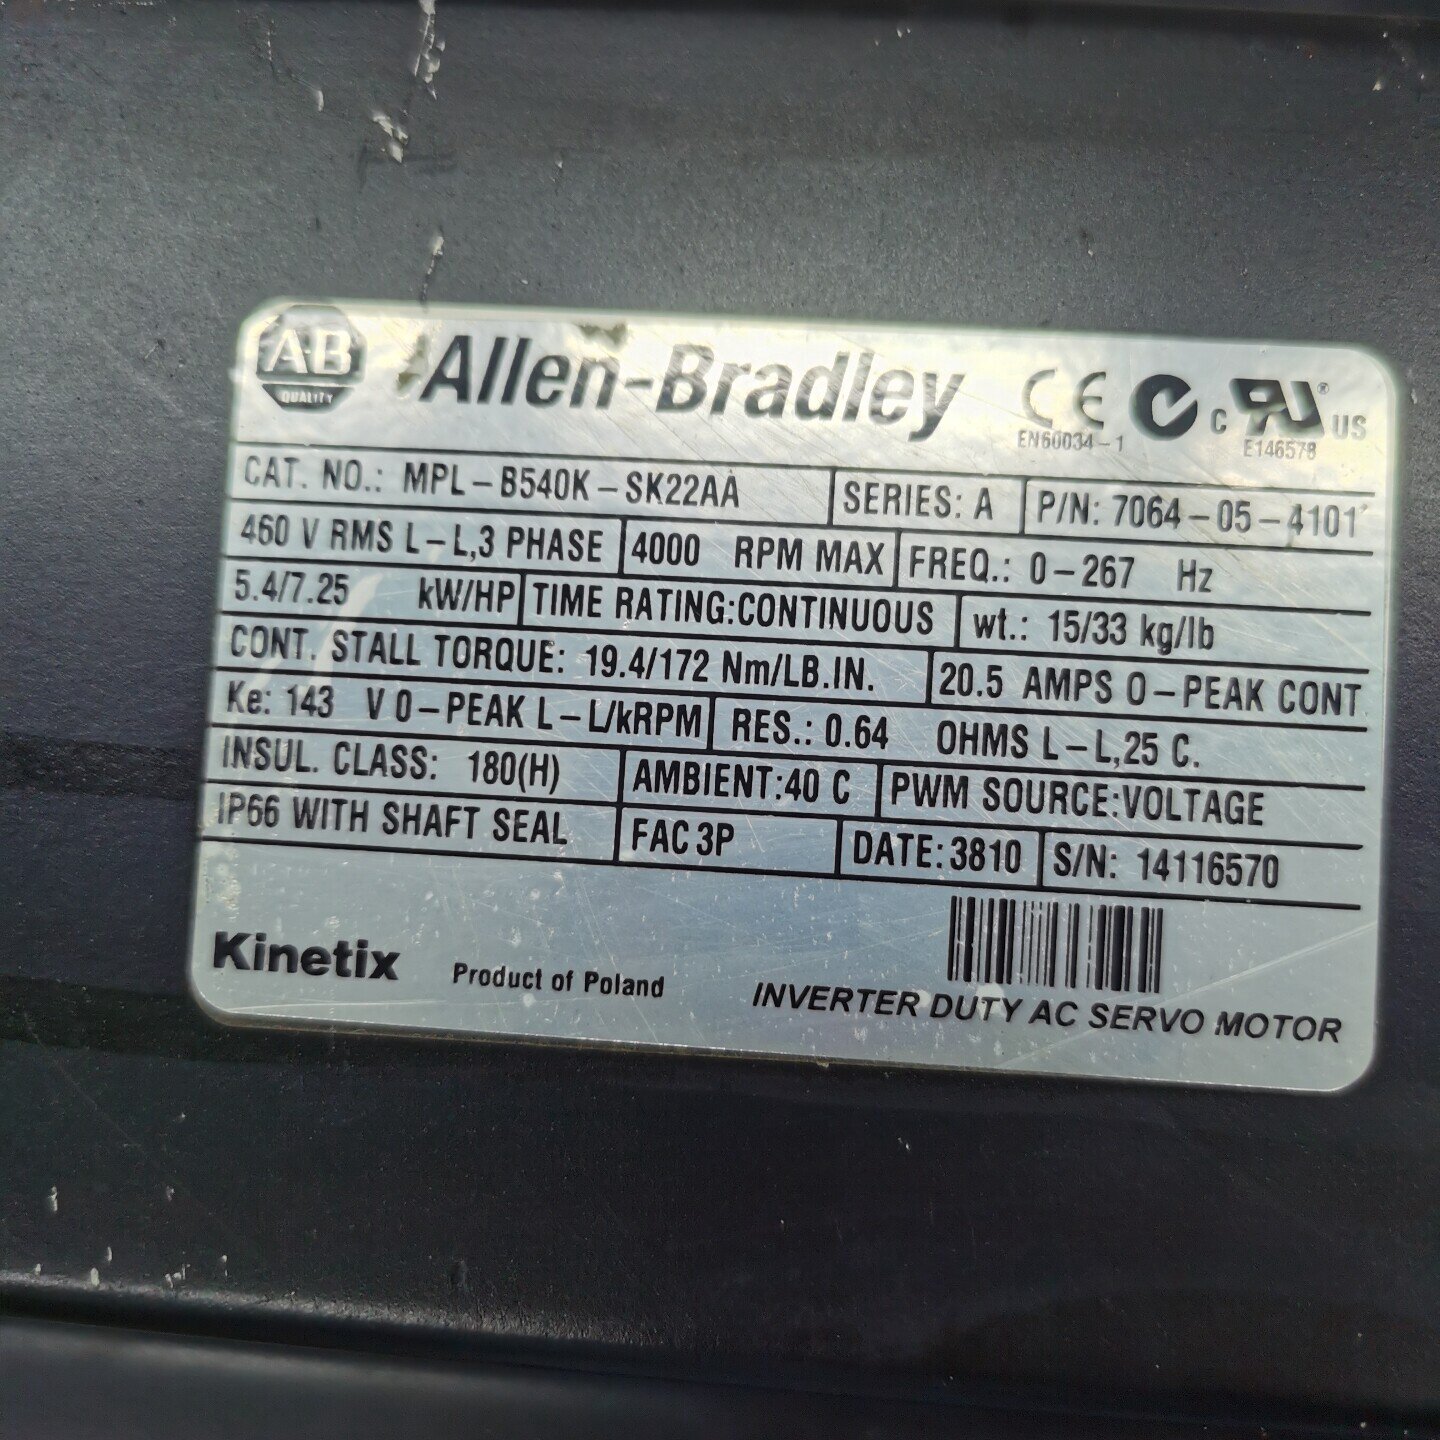 AB QUALITY Allen-Bradley CE EN60034-1 C RU® US E146578
CAT. NO.: MPL-B540K-SK22AA SERIES: A P/N: 7064-05-4101
460 V RMS L-L,3 PHASE 4000 RPM MAX FREQ.: 0-267 Hz
5.4/7.25 kW/HP TIME RATING:CONTINUOUS wt.: 15/33 kg/lb
CONT. STALL TORQUE: 19.4/172 Nm/LB.IN. 20.5 AMPS 0-PEAK CONT
Ke: 143 V 0-PEAK L-L/kRPM RES.: 0.64 OHMS L-L,25 C.
INSUL. CLASS: 180(H) AMBIENT:40 C PWM SOURCE:VOLTAGE
IP66 WITH SHAFT SEAL FAC 3P DATE: 3810 S/N: 14116570
Kinetix Product of Poland INVERTER DUTY AC SERVO MOTOR